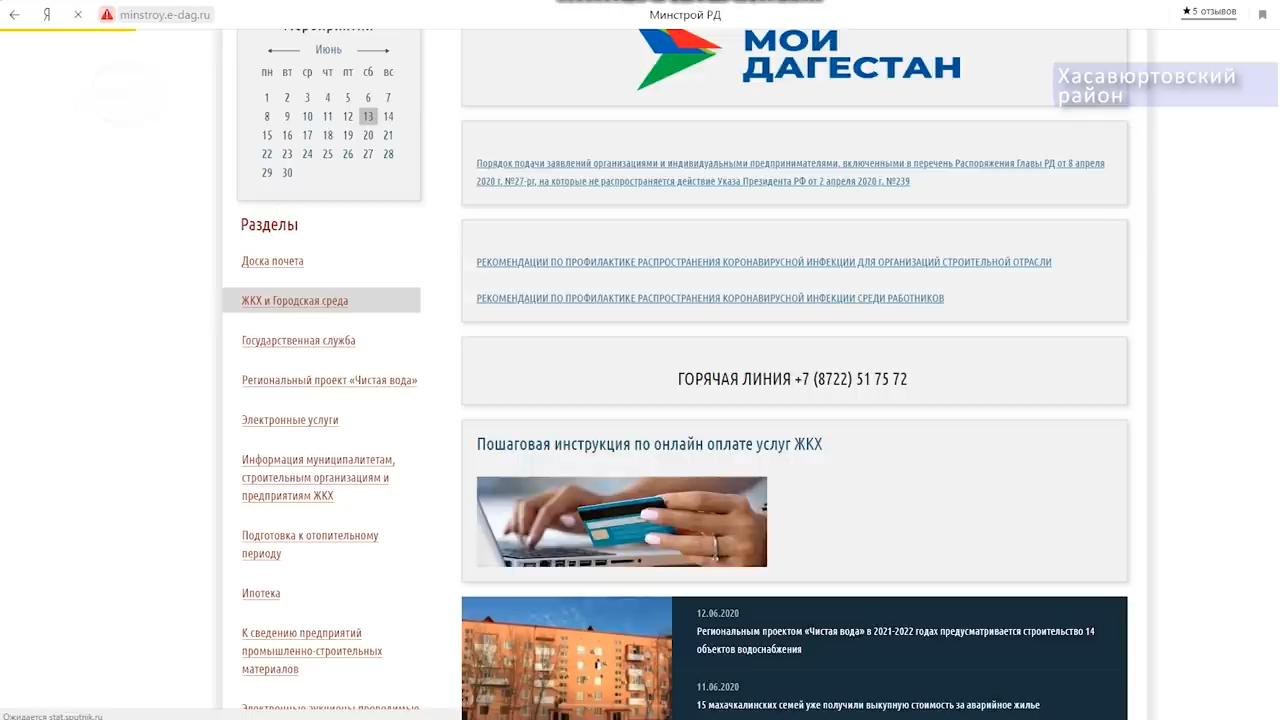 minstroy.e-dag.ru
Минстрой РД
★5 отзывов
Июнь
пн вт ср чт пт сб вс
1 2 3 4 5 6 7
8 9 10 11 12 13 14
15 16 17 18 19 20 21
22 23 24 25 26 27 28
29 30
Разделы
Доска почета
ЖКХ и Городская среда
Государственная служба
Региональный проект «Чистая вода»
Электронные услуги
Информация муниципалитетам,
строительным организациям и
предприятиям ЖКХ
Подготовка к отопительному
периоду
Ипотека
К сведению предприятий
промышленно-строительных
материалов
Электронные аукционы проводимые
МОЙ
ДАГЕСТАН
Хасавюртовский
район
Порядок подачи заявлений организациями и индивидуальными предпринимателями, включенными в перечень Распоряжения Главы РД от 8 апреля
2020 г. №27-рг, на которые не распространяется действие Указа Президента РФ от 2 апреля 2020 г. №239
РЕКОМЕНДАЦИИ ПО ПРОФИЛАКТИКЕ РАСПРОСТРАНЕНИЯ КОРОНАВИРУСНОЙ ИНФЕКЦИИ ДЛЯ ОРГАНИЗАЦИЙ СТРОИТЕЛЬНОЙ ОТРАСЛИ
РЕКОМЕНДАЦИИ ПО ПРОФИЛАКТИКЕ РАСПРОСТРАНЕНИЯ КОРОНАВИРУСНОЙ ИНФЕКЦИИ СРЕДИ РАБОТНИКОВ
ГОРЯЧАЯ ЛИНИЯ +7 (8722) 51 75 72
Пошаговая инструкция по онлайн оплате услуг ЖКХ
12.06.2020
Региональным проектом «Чистая вода» в 2021-2022 годах предусматривается строительство 14
объектов водоснабжения
11.06.2020
15 махачкалинских семей уже получили выкупную стоимость за аварийное жилье
Ожидается stat.sputnik.ru